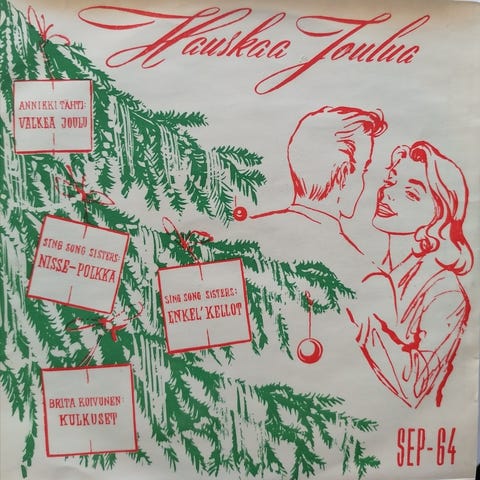 Hauskaa Joulua
ANNIKKI TÄHTI:
VALKEA JOULU
SING SONG SISTERS:
NISSE-POLKKA
SING SONG SISTERS:
ENKEL' KELLOT
BRITA KOIVUNEN:
KULKUSET
SEP-64